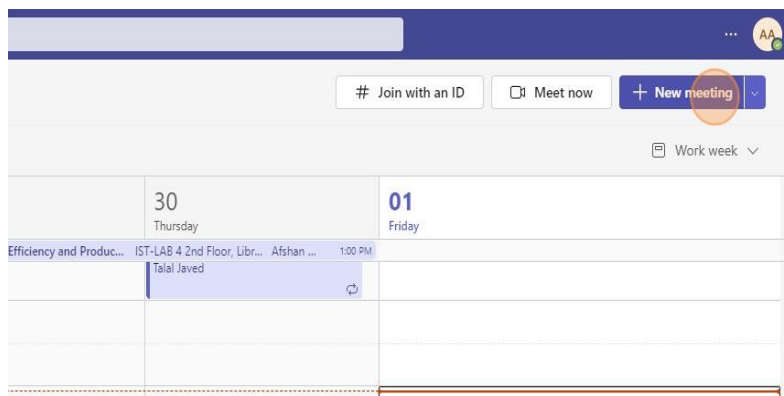 ... AA
# Join with an ID Meet now + New meeting
Work week
30 01
Thursday Friday
Efficiency and Produc... IST-LAB 4 2nd Floor, Libr... Afshan ... 1:00 PM
Talal Javed